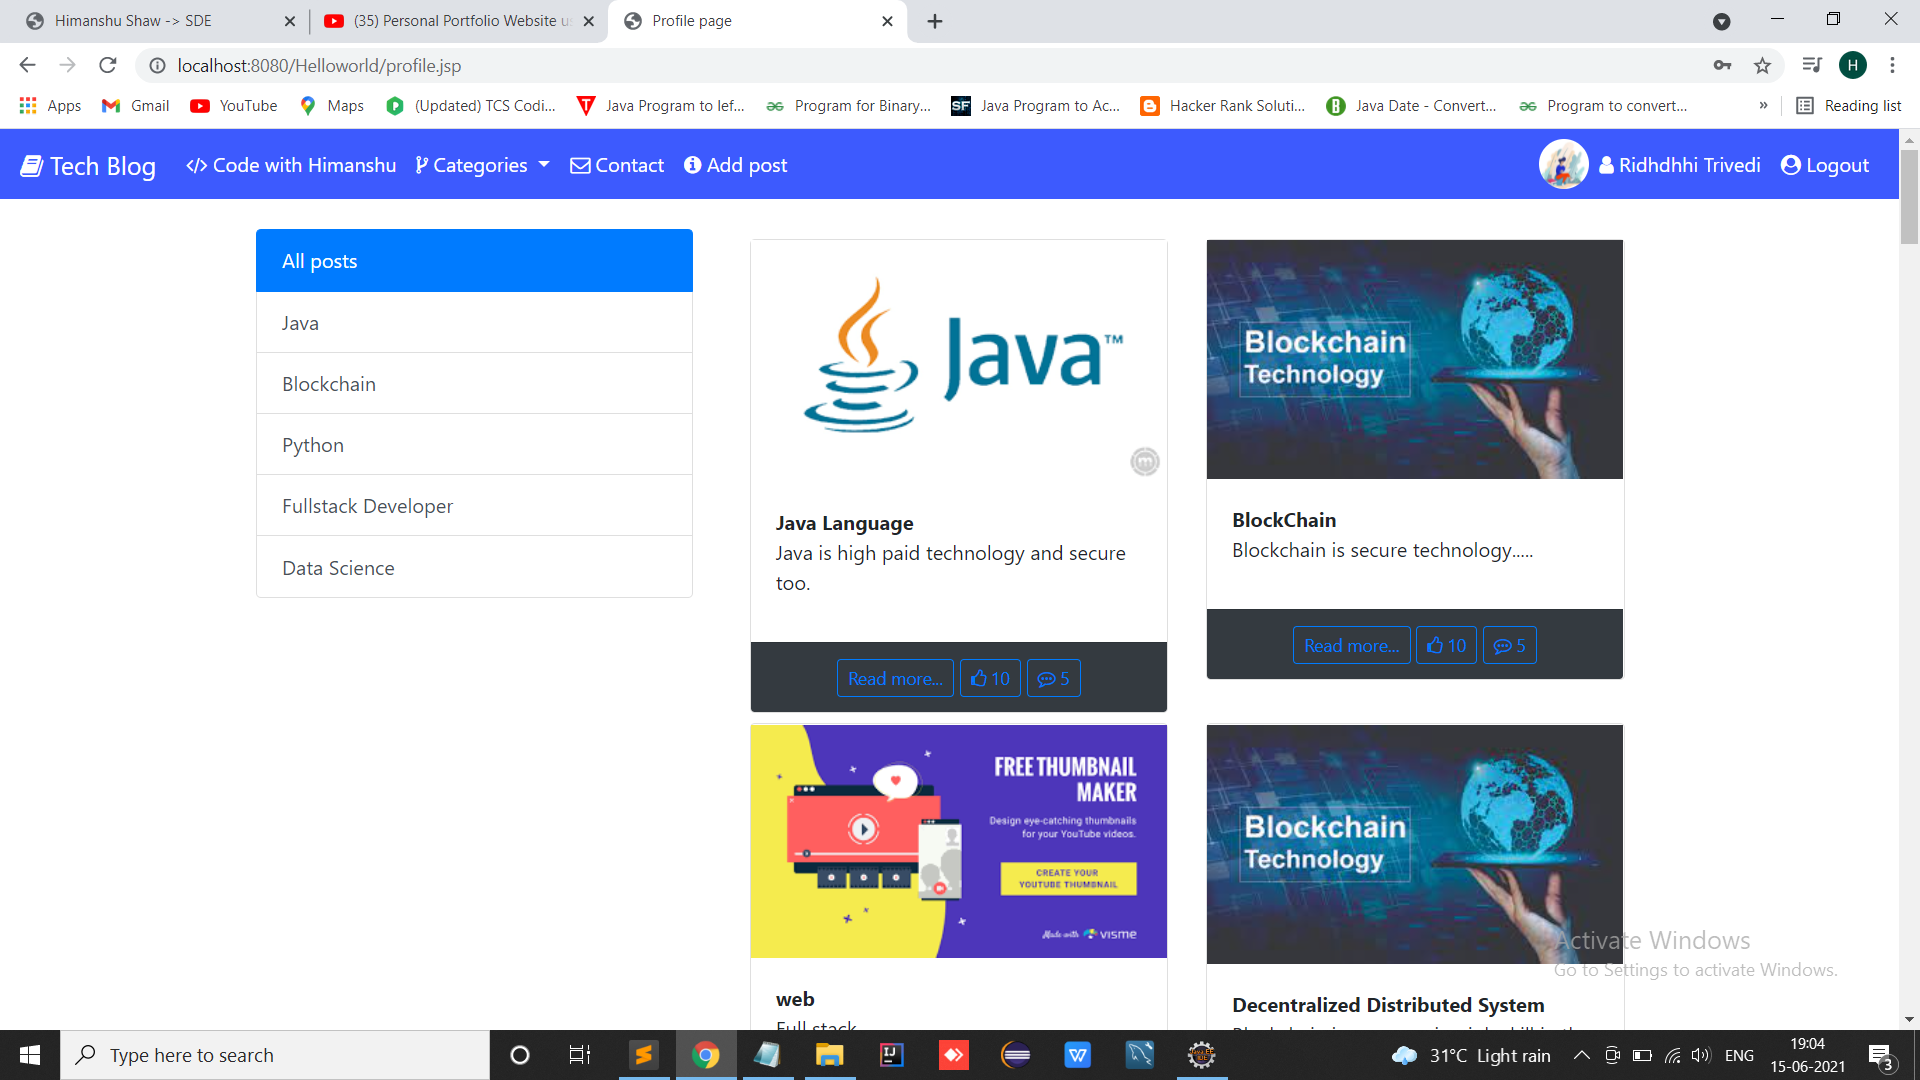 Himanshu Shaw -> SDE
(35) Personal Portfolio Website u
Profile page
localhost:8080/Helloworld/profile.jsp
H
Apps
Gmail
YouTube
Maps
(Updated) TCS Codi...
Java Program to lef...
Program for Binary...
SF
Java Program to Ac...
Hacker Rank Soluti...
Java Date - Convert...
Program to convert...
»
Reading list
Tech Blog
Code with Himanshu
Categories
Contact
Add post
Ridhdhhi Trivedi
Logout
All posts
Java
Blockchain
Python
Fullstack Developer
Data Science
Java™
Java Language
Java is high paid technology and secure
too.
Read more...
10
5
Blockchain
Technology
BlockChain
Blockchain is secure technology.....
Read more...
10
5
FREE THUMBNAIL
MAKER
Design eye-catching thumbnails
for your YouTube videos.
CREATE YOUR
YOUTUBE THUMBNAIL
Made with VISME
web
Full stack
Blockchain
Technology
Decentralized Distributed System
Activate Windows
Go to Settings to activate Windows.
Type here to search
31°C Light rain
ENG
19:04
15-06-2021
3